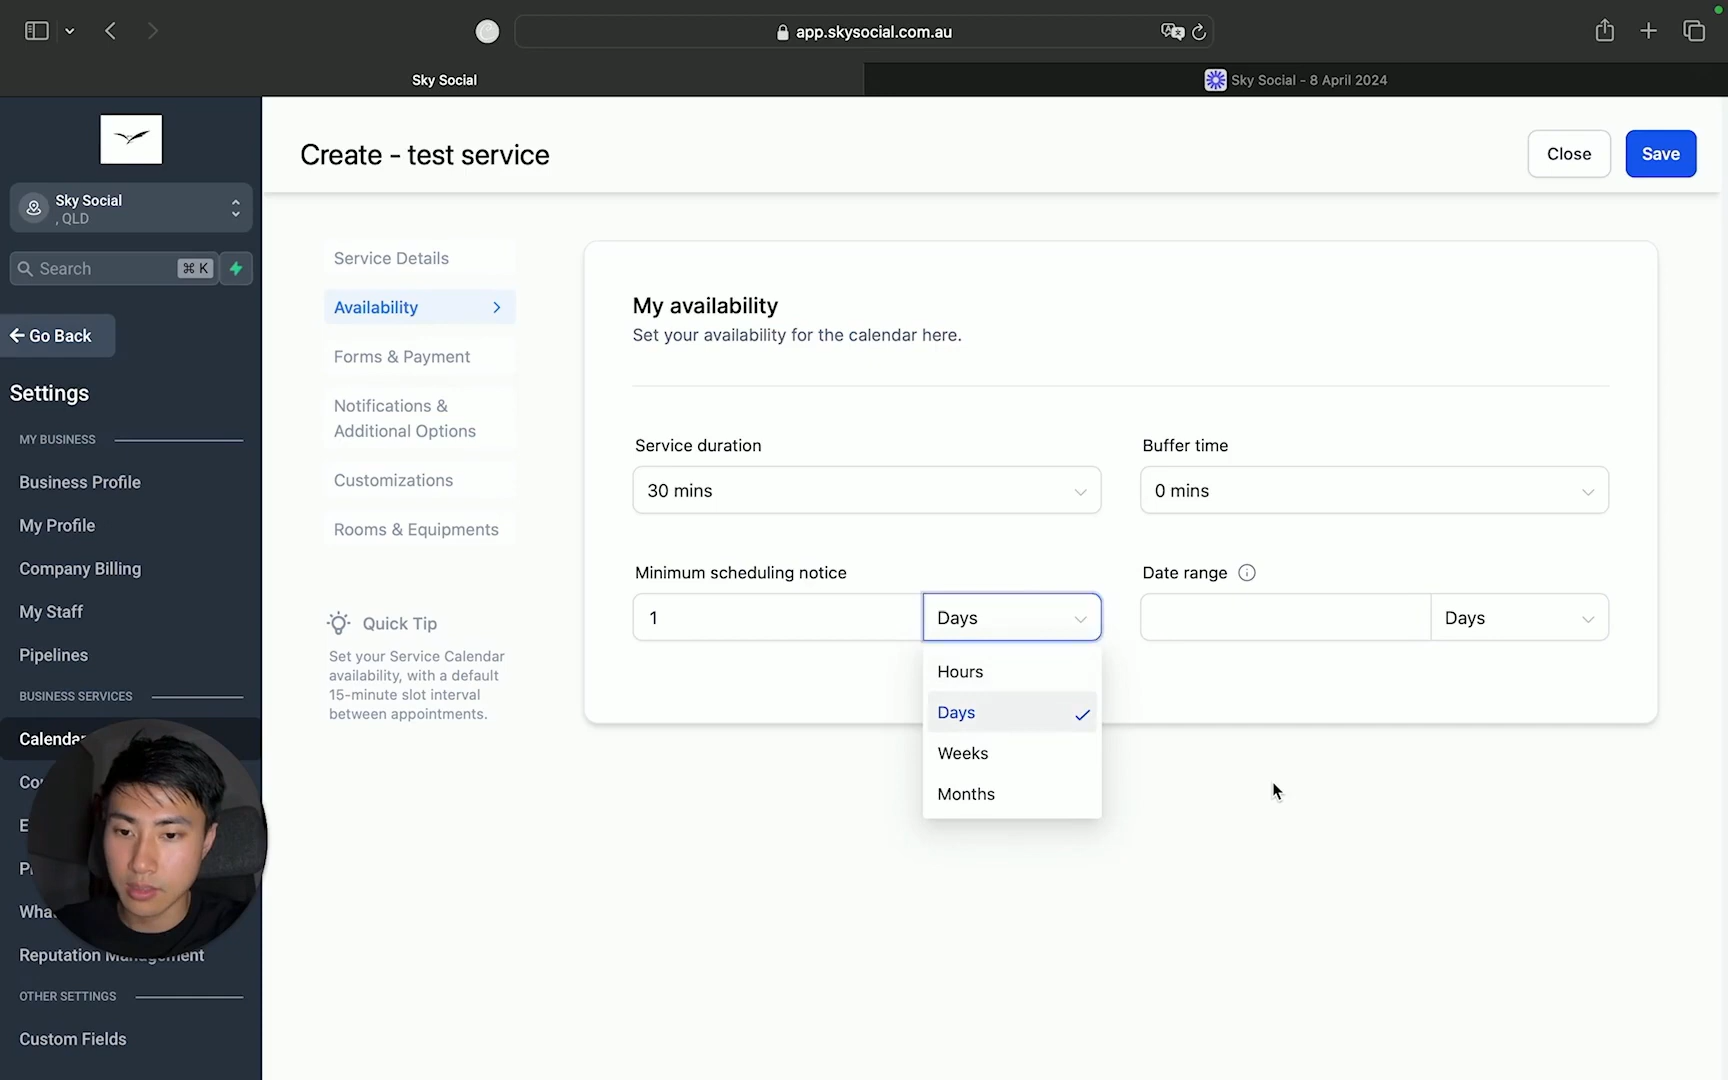 app.skysocial.com.au
Sky Social
Sky Social - 8 April 2024
Sky Social
, QLD
Search
⌘ K
Go Back
Settings
MY BUSINESS
Business Profile
My Profile
Company Billing
My Staff
Pipelines
BUSINESS SERVICES
Reputation Management
OTHER SETTINGS
Custom Fields
Create - test service
Close
Save
Service Details
Availability
Forms & Payment
Notifications &
Additional Options
Customizations
Rooms & Equipments
Quick Tip
Set your Service Calendar
availability, with a default
15-minute slot interval
between appointments.
My availability
Set your availability for the calendar here.
Service duration
30 mins
Buffer time
0 mins
Minimum scheduling notice
1
Days
Hours
Days
Weeks
Months
Date range
Days